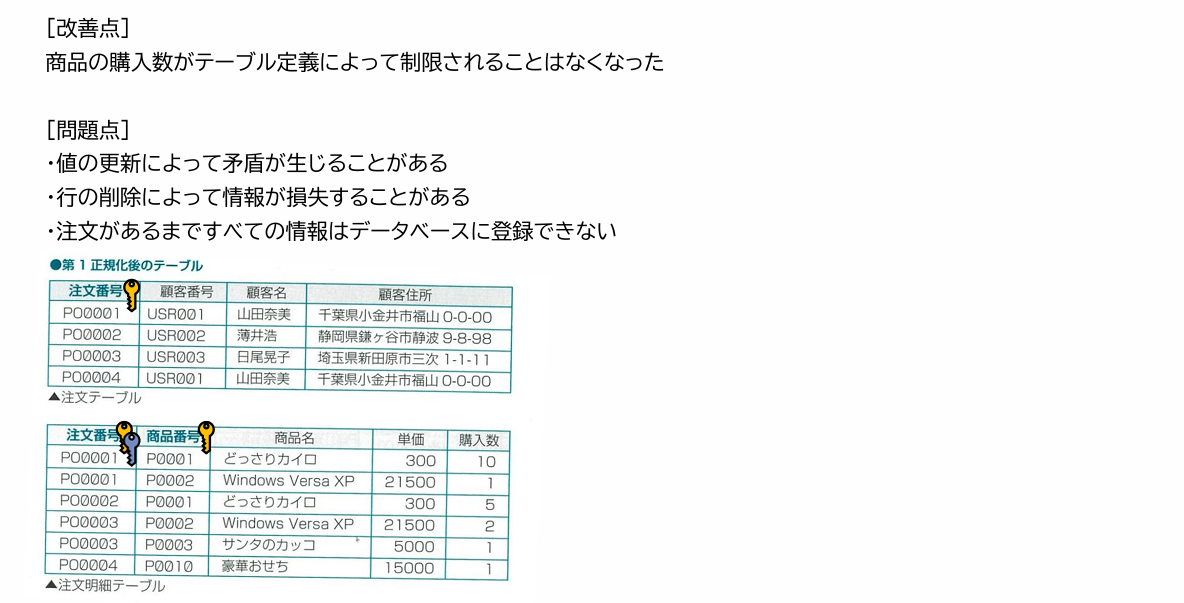 ［改善点］
商品の購入数がテーブル定義によって制限されることはなくなった
［問題点］
・値の更新によって矛盾が生じることがある
・行の削除によって情報が損失することがある
・注文があるまですべての情報はデータベースに登録できない
●第1正規化後のテーブル
注文番号 顧客番号 顧客名 顧客住所
PO0001 USR001 山田奈美 千葉県小金井市福山 0-0-00
PO0002 USR002 薄井浩 静岡県鎌ヶ谷市静波 9-8-98
PO0003 USR003 日尾晃子 埼玉県新田原市三次 1-1-11
PO0004 USR001 山田奈美 千葉県小金井市福山 0-0-00
▲注文テーブル
注文番号 商品番号 商品名 単価 購入数
PO0001 P0001 どっさりカイロ 300 10
PO0001 P0002 Windows Versa XP 21500 1
PO0002 P0001 どっさりカイロ 300 5
PO0003 P0002 Windows Versa XP 21500 2
PO0003 P0003 サンタのカッコ 5000 1
PO0004 P0010 豪華おせち 15000 1
▲注文明細テーブル